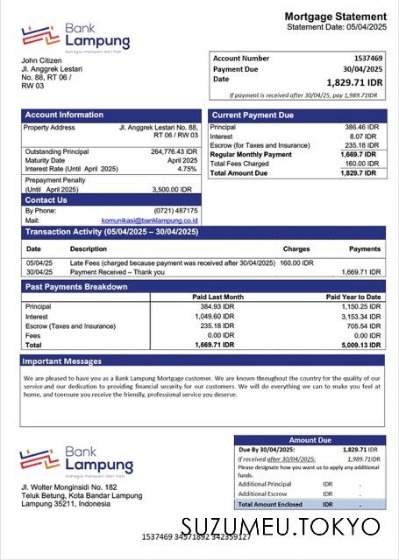 Mortgage Statement
Statement Date: 05/04/2025
Bank
Lampung
John Citizen
Jl. Anggrek Lestari
No. 88, RT 06 /
RW 03
Account Number 1537469
Payment Due 30/04/2025
Date 1,829.71 IDR
If payment is received after 30/04/25, pay 1,989.71IDR
Account Information
Property Address Jl. Anggrek Lestari No. 88,
RT 06 / RW 03
Outstanding Principal 264,776.43 IDR
Maturity Date April 2025
Interest Rate (Until April 2025) 4.75%
Prepayment Penalty
(Until April 2025) 3,500.00 IDR
Contact Us
By Phone: (0721) 487175
Mail: komunikasi@banklampung.co.id
Current Payment Due
Principal 386.46 IDR
Interest 8.07 IDR
Escrow (for Taxes and Insurance) 235.18 IDR
Regular Monthly Payment 1,669.7 IDR
Total Fees Charged 160.00 IDR
Total Amount Due 1,829.7 IDR
Transaction Activity (05/04/2025 – 30/04/2025)
Date Description Charges Payments
05/04/25 Late Fees (charged because payment was received after 30/04/2025) 160.00 IDR
30/04/25 Payment Received – Thank you 1,669.71 IDR
Past Payments Breakdown
Paid Last Month Paid Year to Date
Principal 384.93 IDR 1,150.25 IDR
Interest 1,049.60 IDR 3,153.34 IDR
Escrow (Taxes and Insurance) 235.18 IDR 705.54 IDR
Fees 0.00 IDR 0.00 IDR
Total 1,669.71 IDR 5,009.13 IDR
Important Messages
We are pleased to have you as a Bank Lampung Mortgage customer. We are known throughout the country for the quality of our
service and our dedication to providing financial security for our customers. We will do everything we can to make you feel at
home, and toensure you receive the friendly, professional service you deserve.
Bank
Lampung
Jl. Wolter Monginsidi No. 182
Teluk Betung, Kota Bandar Lampung
Lampung 35211, Indonesia
Amount Due
Due By 30/04/2025: 1,829.71 IDR
If received after 30/04/2025: 1,989.71IDR
Please designate how you want us to apply any additional
funds.
Additional Principal IDR .
Additional Escrow IDR .
Total Amount Enclosed IDR .
SUZUMEU.TOKYO
1537469 34571892 342359127